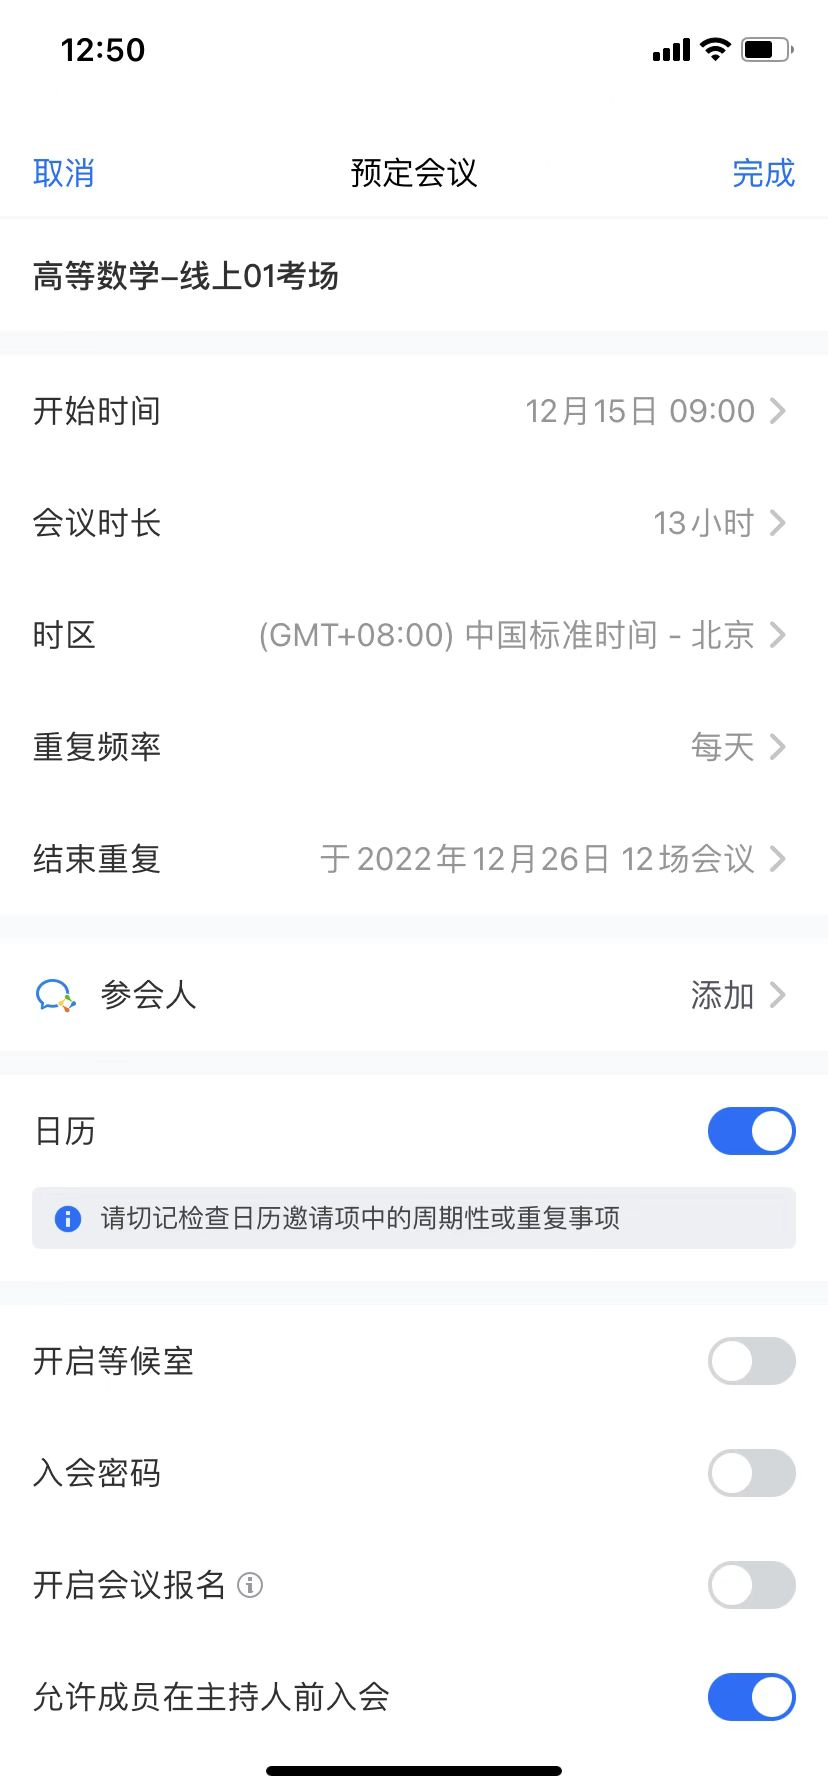 12:50
取消 预定会议 完成
高等数学-线上01考场
开始时间 12月15日 09:00
会议时长 13小时
时区 (GMT+08:00) 中国标准时间 - 北京
重复频率 每天
结束重复 于2022年12月26日 12场会议
参会人 添加
日历
请切记检查日历邀请项中的周期性或重复事项
开启等候室
入会密码
开启会议报名
允许成员在主持人前入会